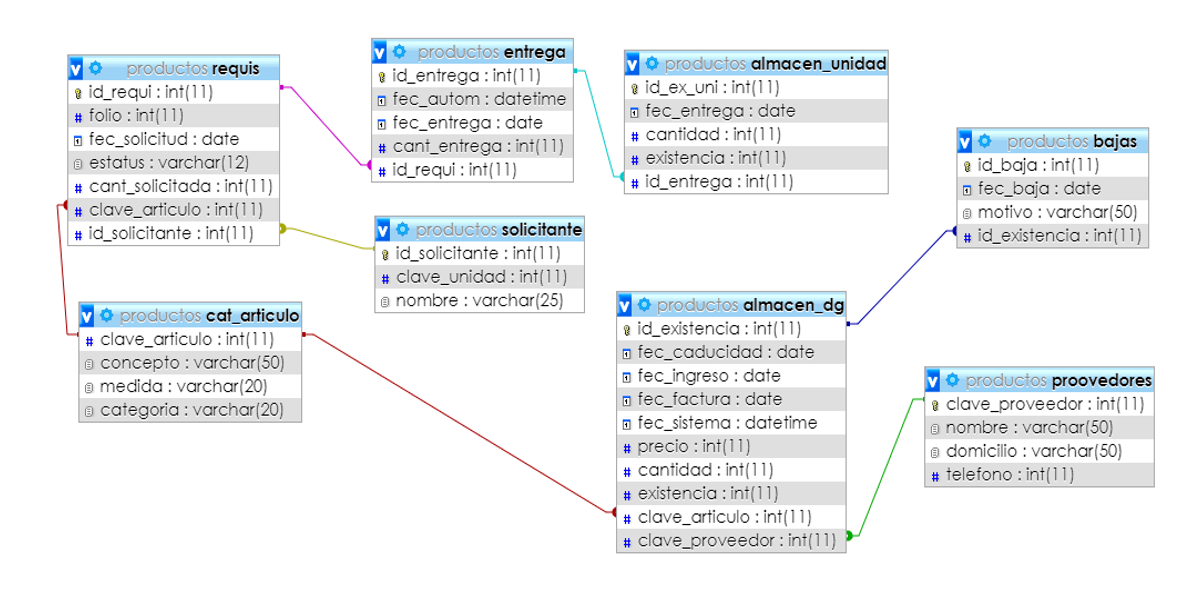 productos requis
id_requi : int(11)
folio : int(11)
fec_solicitud : date
estatus : varchar(12)
cant_solicitada : int(11)
clave_articulo : int(11)
id_solicitante : int(11)
productos entrega
id_entrega : int(11)
fec_autom : datetime
fec_entrega : date
cant_entrega : int(11)
id_requi : int(11)
productos almacen_unidad
id_ex_uni : int(11)
fec_entrega : date
cantidad : int(11)
existencia : int(11)
id_entrega : int(11)
productos bajas
id_baja : int(11)
fec_baja : date
motivo : varchar(50)
id_existencia : int(11)
productos solicitante
id_solicitante : int(11)
clave_unidad : int(11)
nombre : varchar(25)
productos cat_articulo
clave_articulo : int(11)
concepto : varchar(50)
medida : varchar(20)
categoria : varchar(20)
productos almacen_dg
id_existencia : int(11)
fec_caducidad : date
fec_ingreso : date
fec_factura : date
fec_sistema : datetime
precio : int(11)
cantidad : int(11)
existencia : int(11)
clave_articulo : int(11)
clave_proveedor : int(11)
productos proovedores
clave_proveedor : int(11)
nombre : varchar(50)
domicilio : varchar(50)
telefono : int(11)